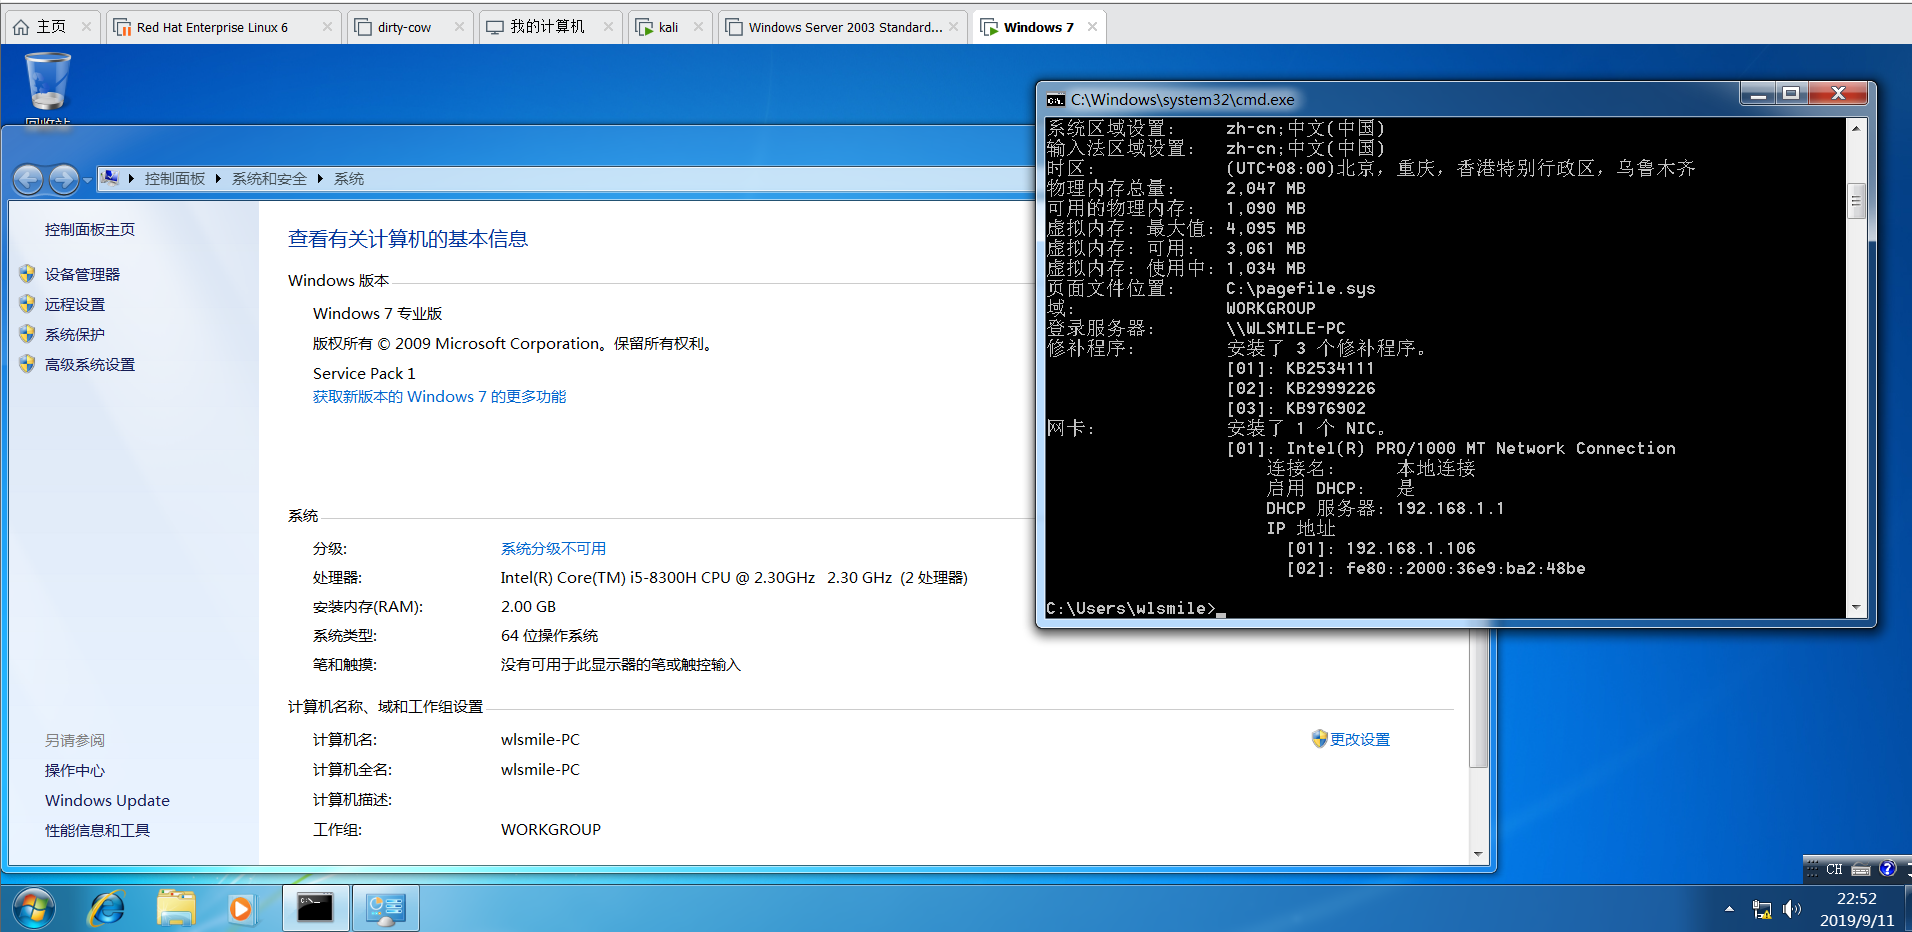 主页
Red Hat Enterprise Linux 6
dirty-cow
我的计算机
kali
Windows Server 2003 Standard...
Windows 7
回收站
控制面板
系统和安全
系统
控制面板主页
设备管理器
远程设置
系统保护
高级系统设置
另请参阅
操作中心
Windows Update
性能信息和工具
查看有关计算机的基本信息
Windows 版本
Windows 7 专业版
版权所有 © 2009 Microsoft Corporation。保留所有权利。
Service Pack 1
获取新版本的 Windows 7 的更多功能
系统
分级: 系统分级不可用
处理器: Intel(R) Core(TM) i5-8300H CPU @ 2.30GHz 2.30 GHz (2 处理器)
安装内存(RAM): 2.00 GB
系统类型: 64 位操作系统
笔和触摸: 没有可用于此显示器的笔或触控输入
计算机名称、域和工作组设置
计算机名: wlsmile-PC
更改设置
计算机全名: wlsmile-PC
计算机描述:
工作组: WORKGROUP
C:\Windows\system32\cmd.exe
系统区域设置: zh-cn;中文(中国)
输入法区域设置: zh-cn;中文(中国)
时区: (UTC+08:00)北京，重庆，香港特别行政区，乌鲁木齐
物理内存总量: 2,047 MB
可用的物理内存: 1,090 MB
虚拟内存: 最大值: 4,095 MB
虚拟内存: 可用: 3,061 MB
虚拟内存: 使用中: 1,034 MB
页面文件位置: C:\pagefile.sys
域: WORKGROUP
登录服务器: \\WLSMILE-PC
修补程序: 安装了 3 个修补程序。
[01]: KB2534111
[02]: KB2999226
[03]: KB976902
网卡: 安装了 1 个 NIC。
[01]: Intel(R) PRO/1000 MT Network Connection
连接名: 本地连接
启用 DHCP: 是
DHCP 服务器: 192.168.1.1
IP 地址
[01]: 192.168.1.106
[02]: fe80::2000:36e9:ba2:48be
C:\Users\wlsmile>_
CH
22:52
2019/9/11